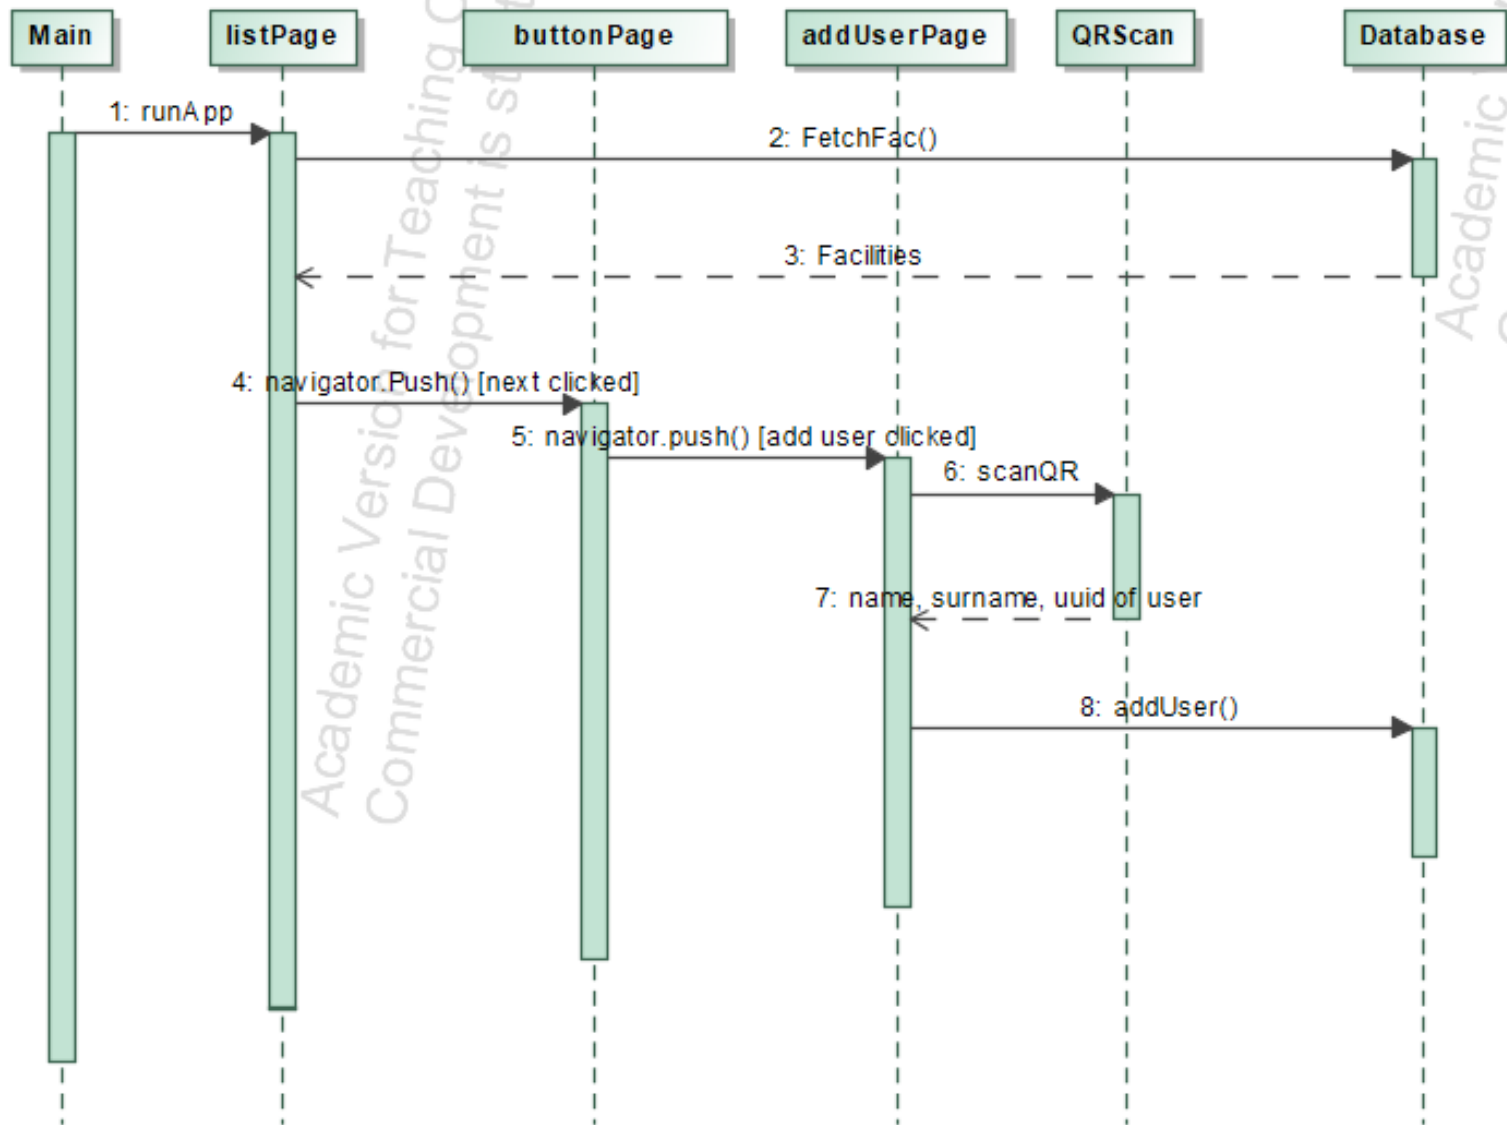 Main
listPage
buttonPage
addUserPage
QRScan
Database
1: runApp
2: FetchFac()
3: Facilities
4: navigator.Push() [next clicked]
5: navigator.push() [add user clicked]
6: scanQR
7: name, surname, uuid of user
8: addUser()
Academic Version for Teaching
Commercial Development is
Academic